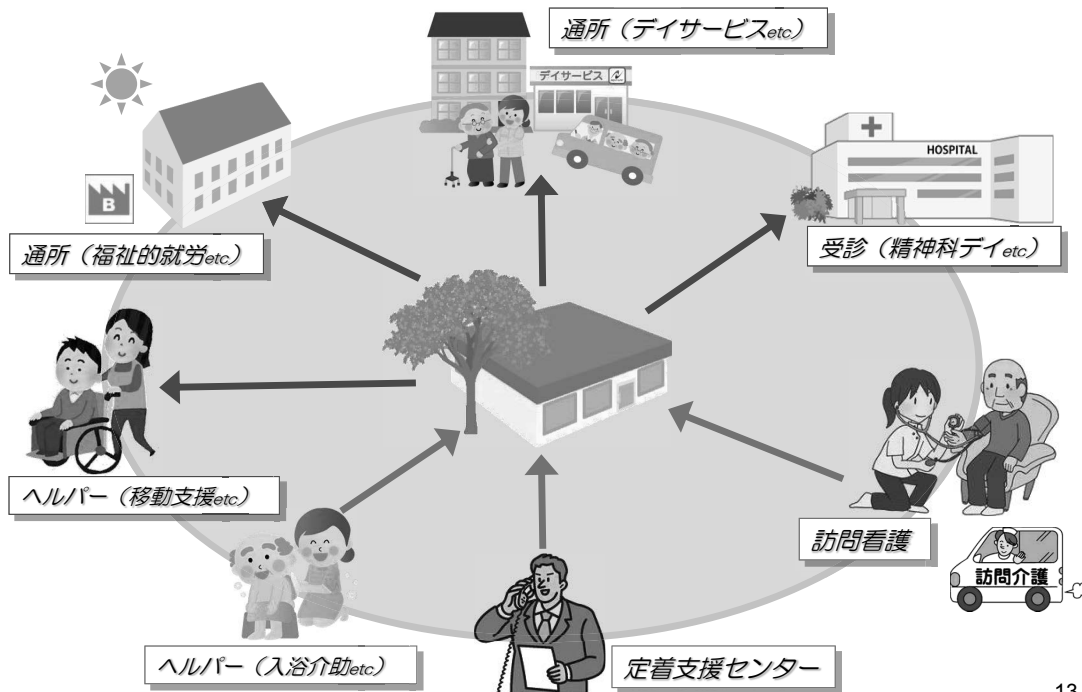 通所（デイサービスetc）
デイサービス
HOSPITAL
B
通所（福祉的就労etc）
受診（精神科デイetc）
ヘルパー（移動支援etc）
訪問看護
訪問介護
ヘルパー（入浴介助etc）
定着支援センター
13